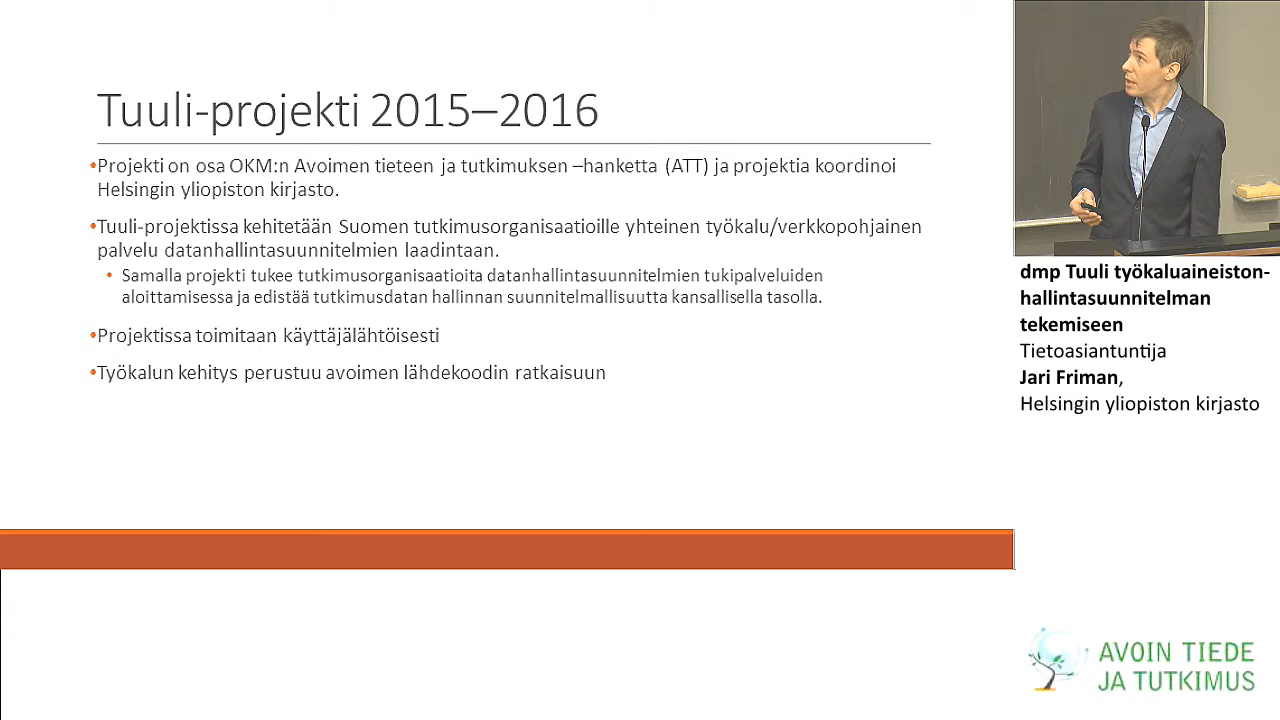 Tuuli-projekti 2015–2016
•Projekti on osa OKM:n Avoimen tieteen ja tutkimuksen –hanketta (ATT) ja projektia koordinoi
Helsingin yliopiston kirjasto.
•Tuuli-projektissa kehitetään Suomen tutkimusorganisaatioille yhteinen työkalu/verkkopohjainen
palvelu datanhallintasuunnitelmien laadintaan.
• Samalla projekti tukee tutkimusorganisaatioita datanhallintasuunnitelmien tukipalveluiden
aloittamisessa ja edistää tutkimusdatan hallinnan suunnitelmallisuutta kansallisella tasolla.
•Projektissa toimitaan käyttäjälähtöisesti
•Työkalun kehitys perustuu avoimen lähdekoodin ratkaisuun
dmp Tuuli työkaluaineiston-
hallintasuunnitelman
tekemiseen
Tietoasiantuntija
Jari Friman,
Helsingin yliopiston kirjasto
AVOIN TIEDE
JA TUTKIMUS